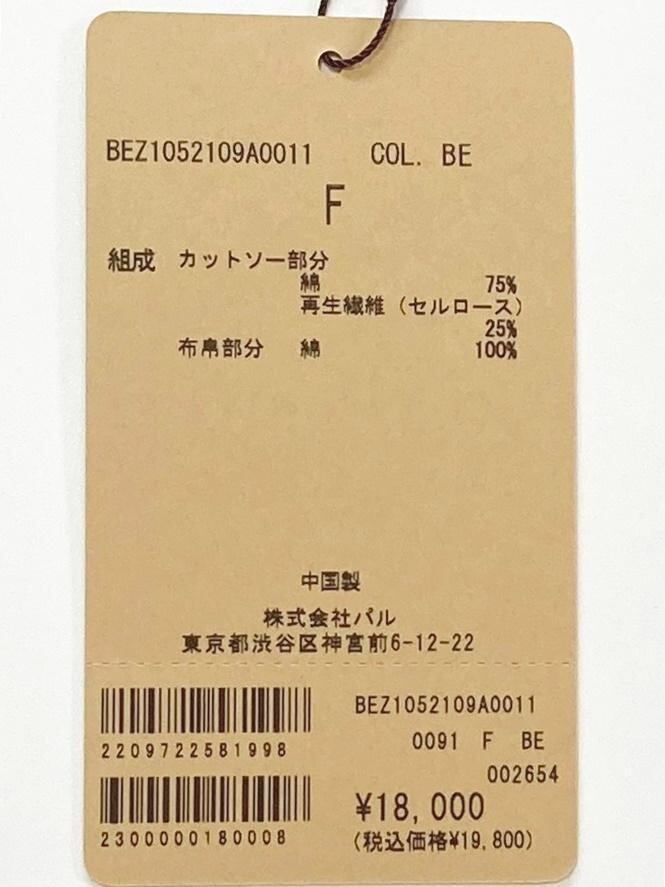 BEZ1052109A0011 COL. BE
F
組成 カットソー部分
綿 75%
再生繊維（セルロース）
25%
布帛部分 綿 100%
中国製
株式会社パル
東京都渋谷区神宮前6-12-22
BEZ1052109A0011
2209722581998
0091 F BE
002654
2300000180008
¥18,000
(税込価格¥19,800)